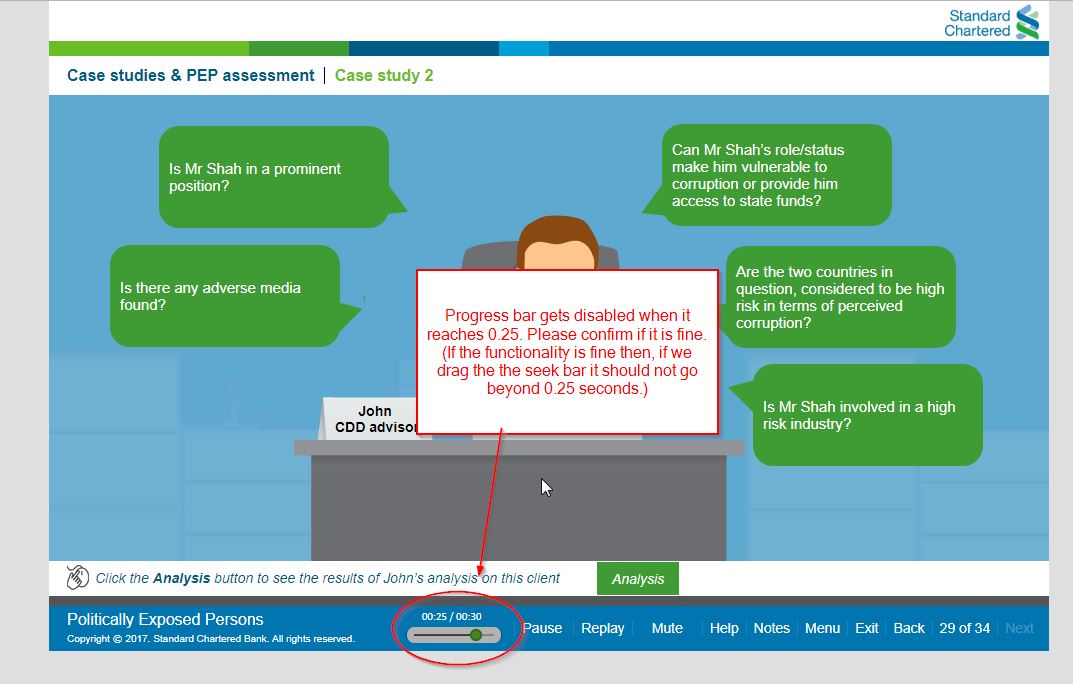 Standard
Chartered
Case studies & PEP assessment | Case study 2
Is Mr Shah in a prominent
position?
Can Mr Shah's role/status
make him vulnerable to
corruption or provide him
access to state funds?
Is there any adverse media
found?
Are the two countries in
question, considered to be high
risk in terms of perceived
corruption?
Progress bar gets disabled when it
reaches 0.25. Please confirm if it is fine.
(If the functionality is fine then, if we
drag the the seek bar it should not go
beyond 0.25 seconds.)
Is Mr Shah involved in a high
risk industry?
John
CDD advisor
Click the Analysis button to see the results of John's analysis on this client
Analysis
Politically Exposed Persons
Copyright © 2017. Standard Chartered Bank. All rights reserved.
00:25 / 00:30
Pause Replay Mute Help Notes Menu Exit Back 29 of 34 Next